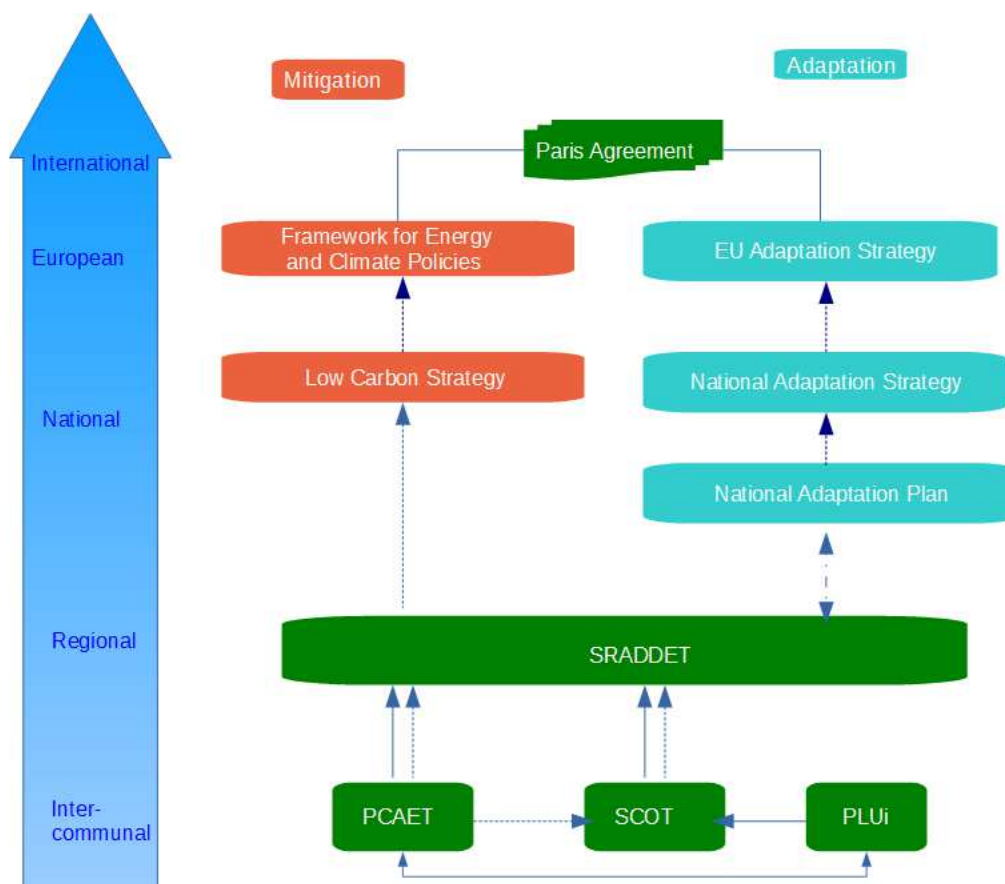 Mitigation
Adaptation
International
Paris Agreement
European
Framework for Energy
and Climate Policies
EU Adaptation Strategy
Low Carbon Strategy
National Adaptation Strategy
National
National Adaptation Plan
Regional
SRADDET
Inter-
communal
PCAET
SCOT
PLUi